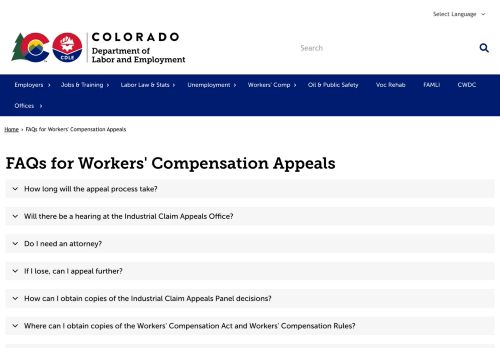 Select Language
COLORADO
Department of
Labor and Employment
CDLE
Search
Employers Jobs & Training Labor Law & Stats Unemployment Workers' Comp Oil & Public Safety Voc Rehab FAMLI CWDC
Offices
Home › FAQs for Workers' Compensation Appeals
FAQs for Workers' Compensation Appeals
How long will the appeal process take?
Will there be a hearing at the Industrial Claim Appeals Office?
Do I need an attorney?
If I lose, can I appeal further?
How can I obtain copies of the Industrial Claim Appeals Panel decisions?
Where can I obtain copies of the Workers' Compensation Act and Workers' Compensation Rules?